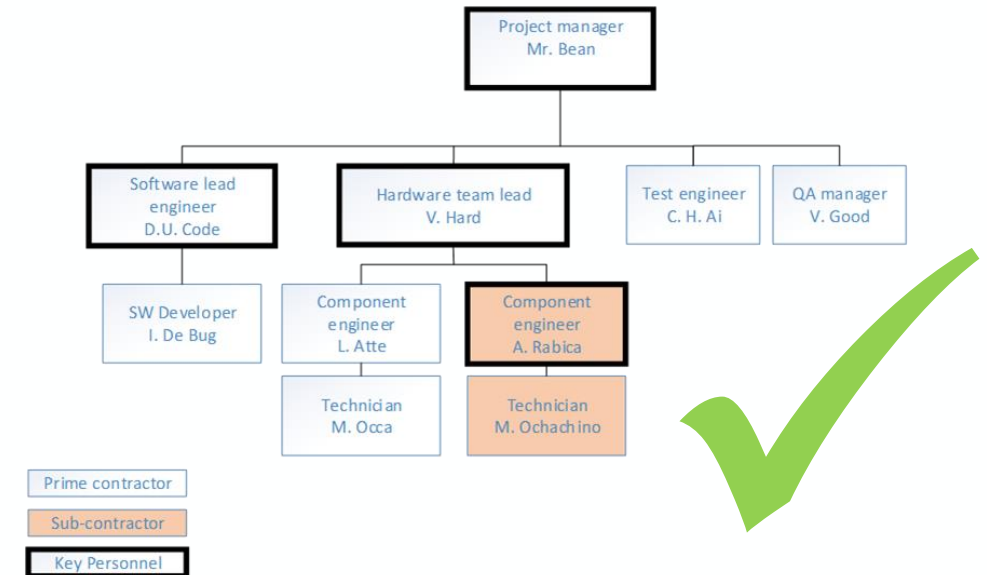 Project manager
Mr. Bean
Software lead
engineer
D.U. Code
Hardware team lead
V. Hard
Test engineer
C. H. Ai
QA manager
V. Good
SW Developer
I. De Bug
Component
engineer
L. Atte
Component
engineer
A. Rabica
Technician
M. Occa
Technician
M. Ochachino
Prime contractor
Sub-contractor
Key Personnel